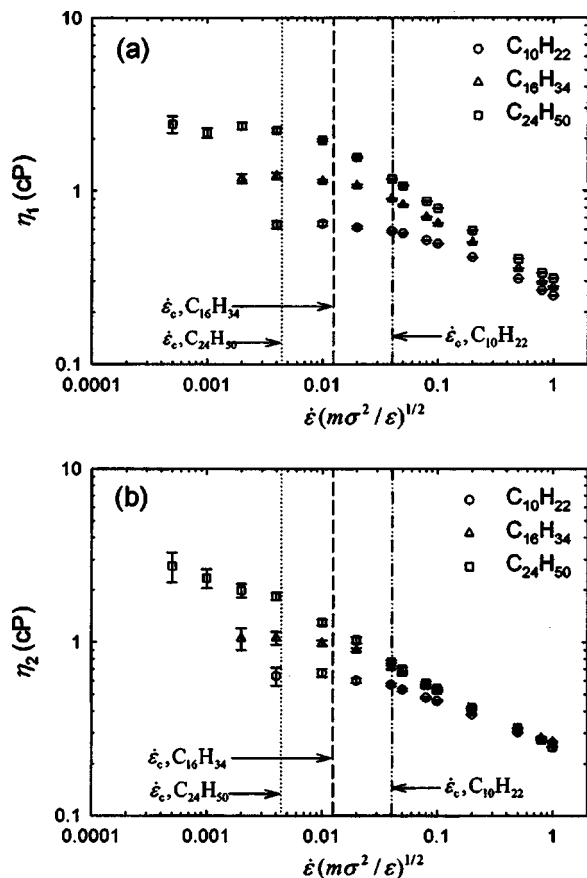 10
(a)
C₁₀H₂₂
C₁₆H₃₄
C₂₄H₅₀
η₁ (cP)
1
ε̇c, C₁₆H₃₄
ε̇c, C₂₄H₅₀
ε̇c, C₁₀H₂₂
0.1
0.0001 0.001 0.01 0.1 1
ε̇(mσ²/ε)^1/2
10
(b)
C₁₀H₂₂
C₁₆H₃₄
C₂₄H₅₀
η₂ (cP)
1
ε̇c, C₁₆H₃₄
ε̇c, C₂₄H₅₀
ε̇c, C₁₀H₂₂
0.1
0.0001 0.001 0.01 0.1 1
ε̇(mσ²/ε)^1/2